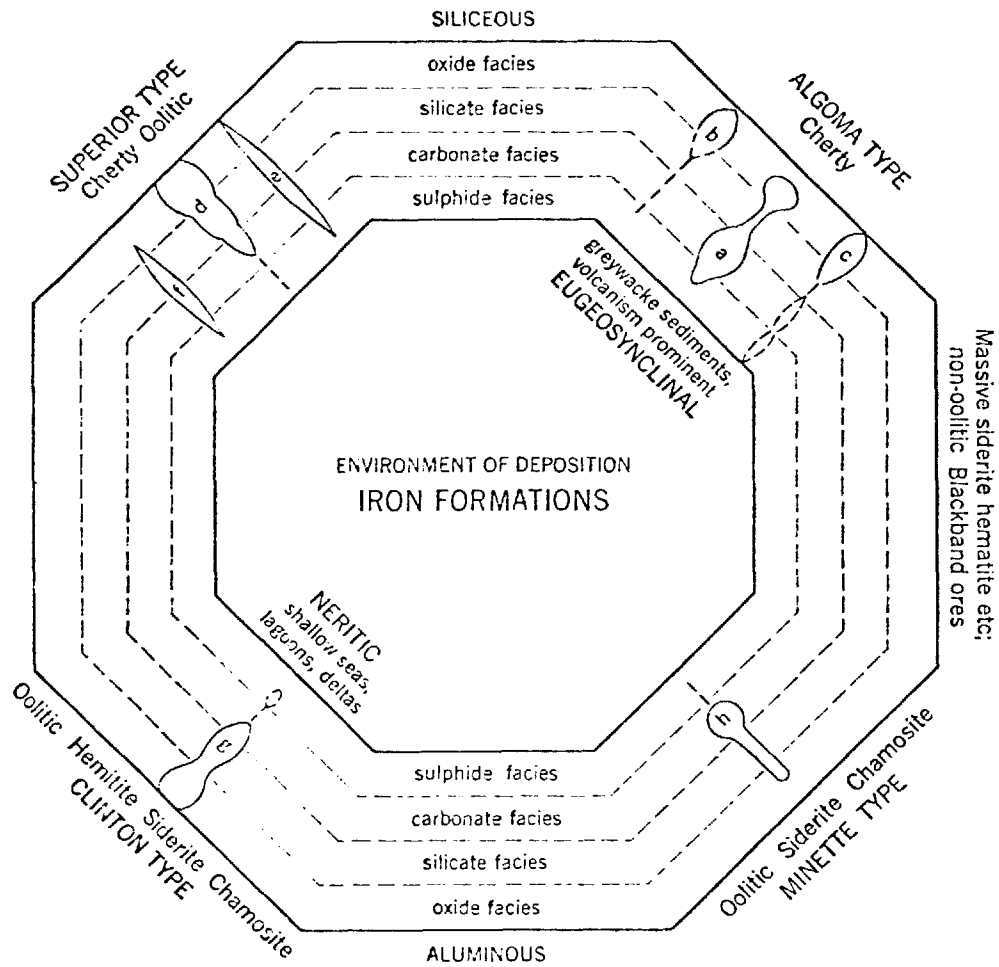 SILICEOUS
oxide facies
silicate facies
carbonate facies
sulphide facies
SUPERIOR TYPE
Cherty Oolitic
ALGOMA TYPE
Cherty
b
a
c
d
e
f
greywacke sediments,
volcanism prominent
EUGEOSYNCLINAL
Massive siderite hematite etc;
non-oolitic Blackband ores
ENVIRONMENT OF DEPOSITION
IRON FORMATIONS
NERITIC
shallow seas,
lagoons, deltas
g
h
Oolitic Hemitite Siderite Chamosite
CLINTON TYPE
Oolitic Siderite Chamosite
MINETTE TYPE
sulphide facies
carbonate facies
silicate facies
oxide facies
ALUMINOUS